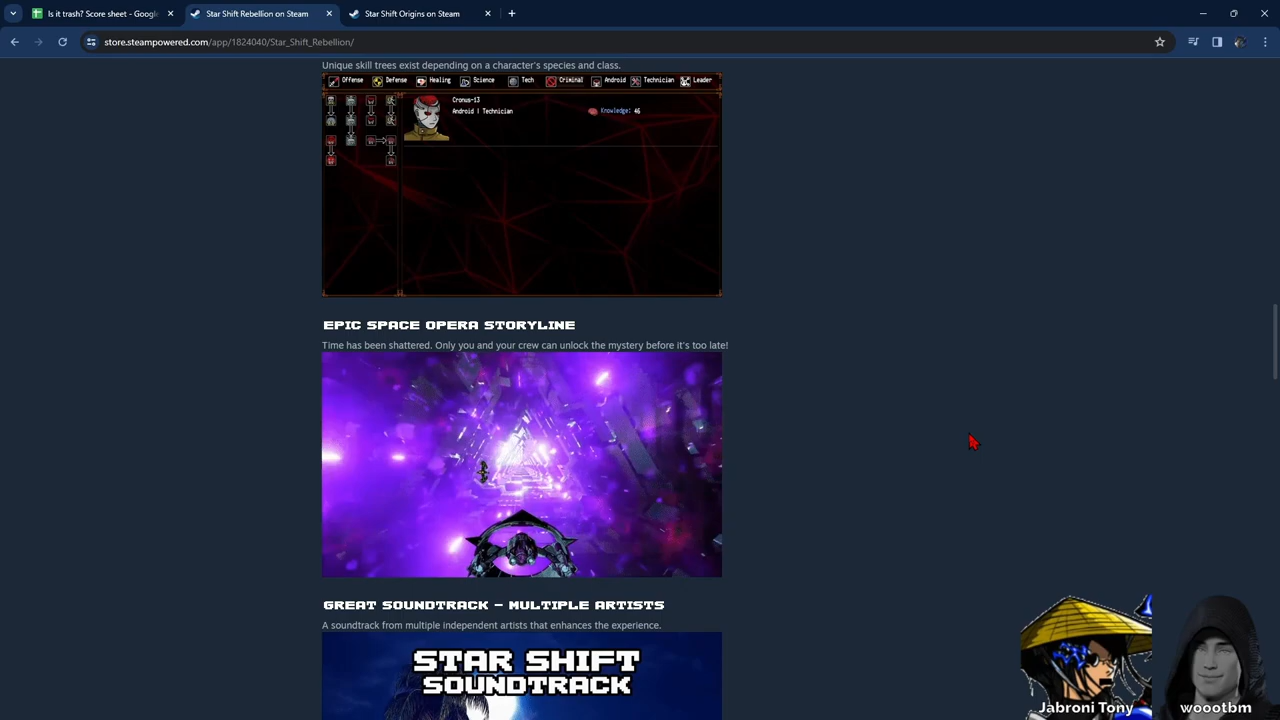 Is it trash? Score sheet - Google
Star Shift Rebellion on Steam
Star Shift Origins on Steam
store.steampowered.com/app/1824040/Star_Shift_Rebellion/
Unique skill trees exist depending on a character's species and class.
Offense Defense Healing Science Tech Criminal Android Technician Leader
Cronus-13
Android | Technician
Knowledge: 46
EPIC SPACE OPERA STORYLINE
Time has been shattered. Only you and your crew can unlock the mystery before it's too late!
GREAT SOUNDTRACK - MULTIPLE ARTISTS
A soundtrack from multiple independent artists that enhances the experience.
STAR SHIFT
SOUNDTRACK
Jabroni Tony
woootbm